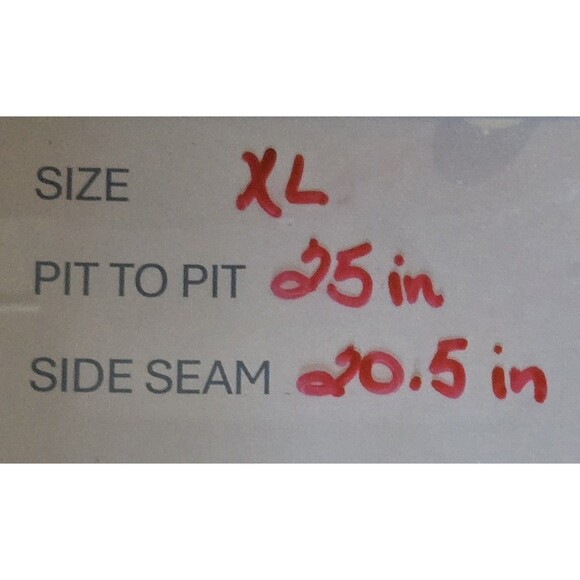 SIZE XL
PIT TO PIT 25 in
SIDE SEAM 20.5 in